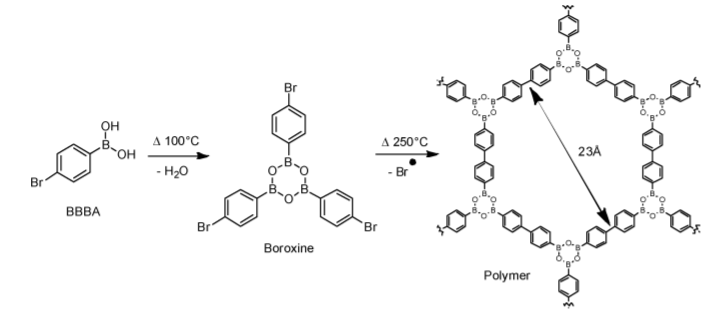 OH
B
OH
Br
BBBA
Δ 100°C
- H₂O
Br
B
O
O
B
B
O
Br
Br
Boroxine
Δ 250°C
- Br•
23Å
Polymer